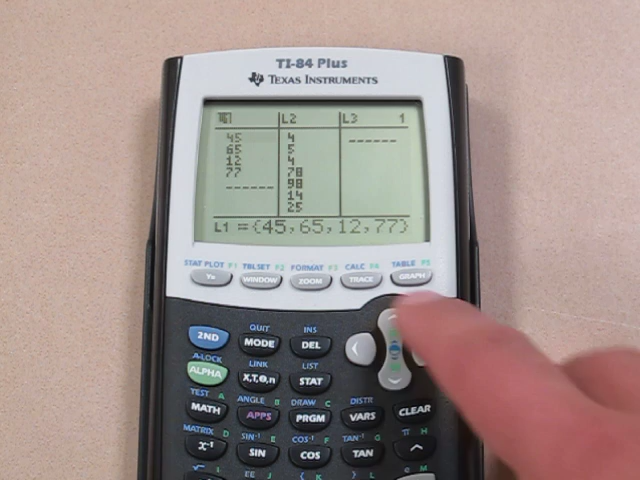 TI-84 Plus
TEXAS INSTRUMENTS
L1 L2 L3 1
45 4 ------
65 5
12 4
77 78
------ 98
14
25
L1 ={45,65,12,77}
STAT PLOT F1 TBLSET F2 FORMAT F3 CALC F4 TABLE F5
Y= WINDOW ZOOM TRACE GRAPH
QUIT INS
2ND MODE DEL
A-LOCK LINK LIST
ALPHA X,T,θ,n STAT
TEST A ANGLE B DRAW C DISTR
MATH APPS PRGM VARS CLEAR
MATRIX D SIN⁻¹ E COS⁻¹ F TAN⁻¹ G π H
x⁻¹ SIN COS TAN ^
√ I EE J